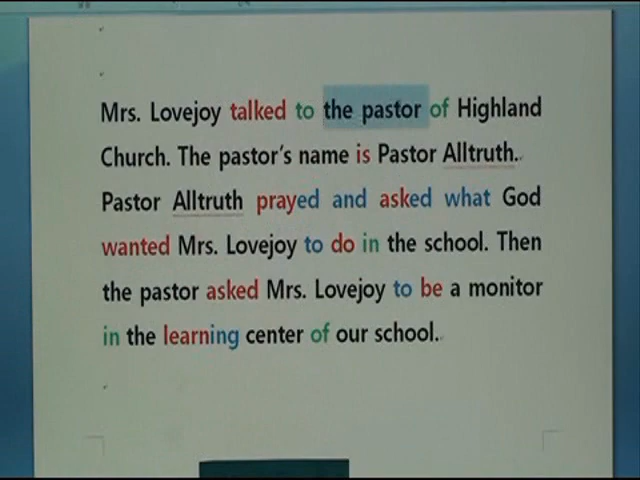 Mrs. Lovejoy talked to the pastor of Highland
Church. The pastor's name is Pastor Alltruth.
Pastor Alltruth prayed and asked what God
wanted Mrs. Lovejoy to do in the school. Then
the pastor asked Mrs. Lovejoy to be a monitor
in the learning center of our school.